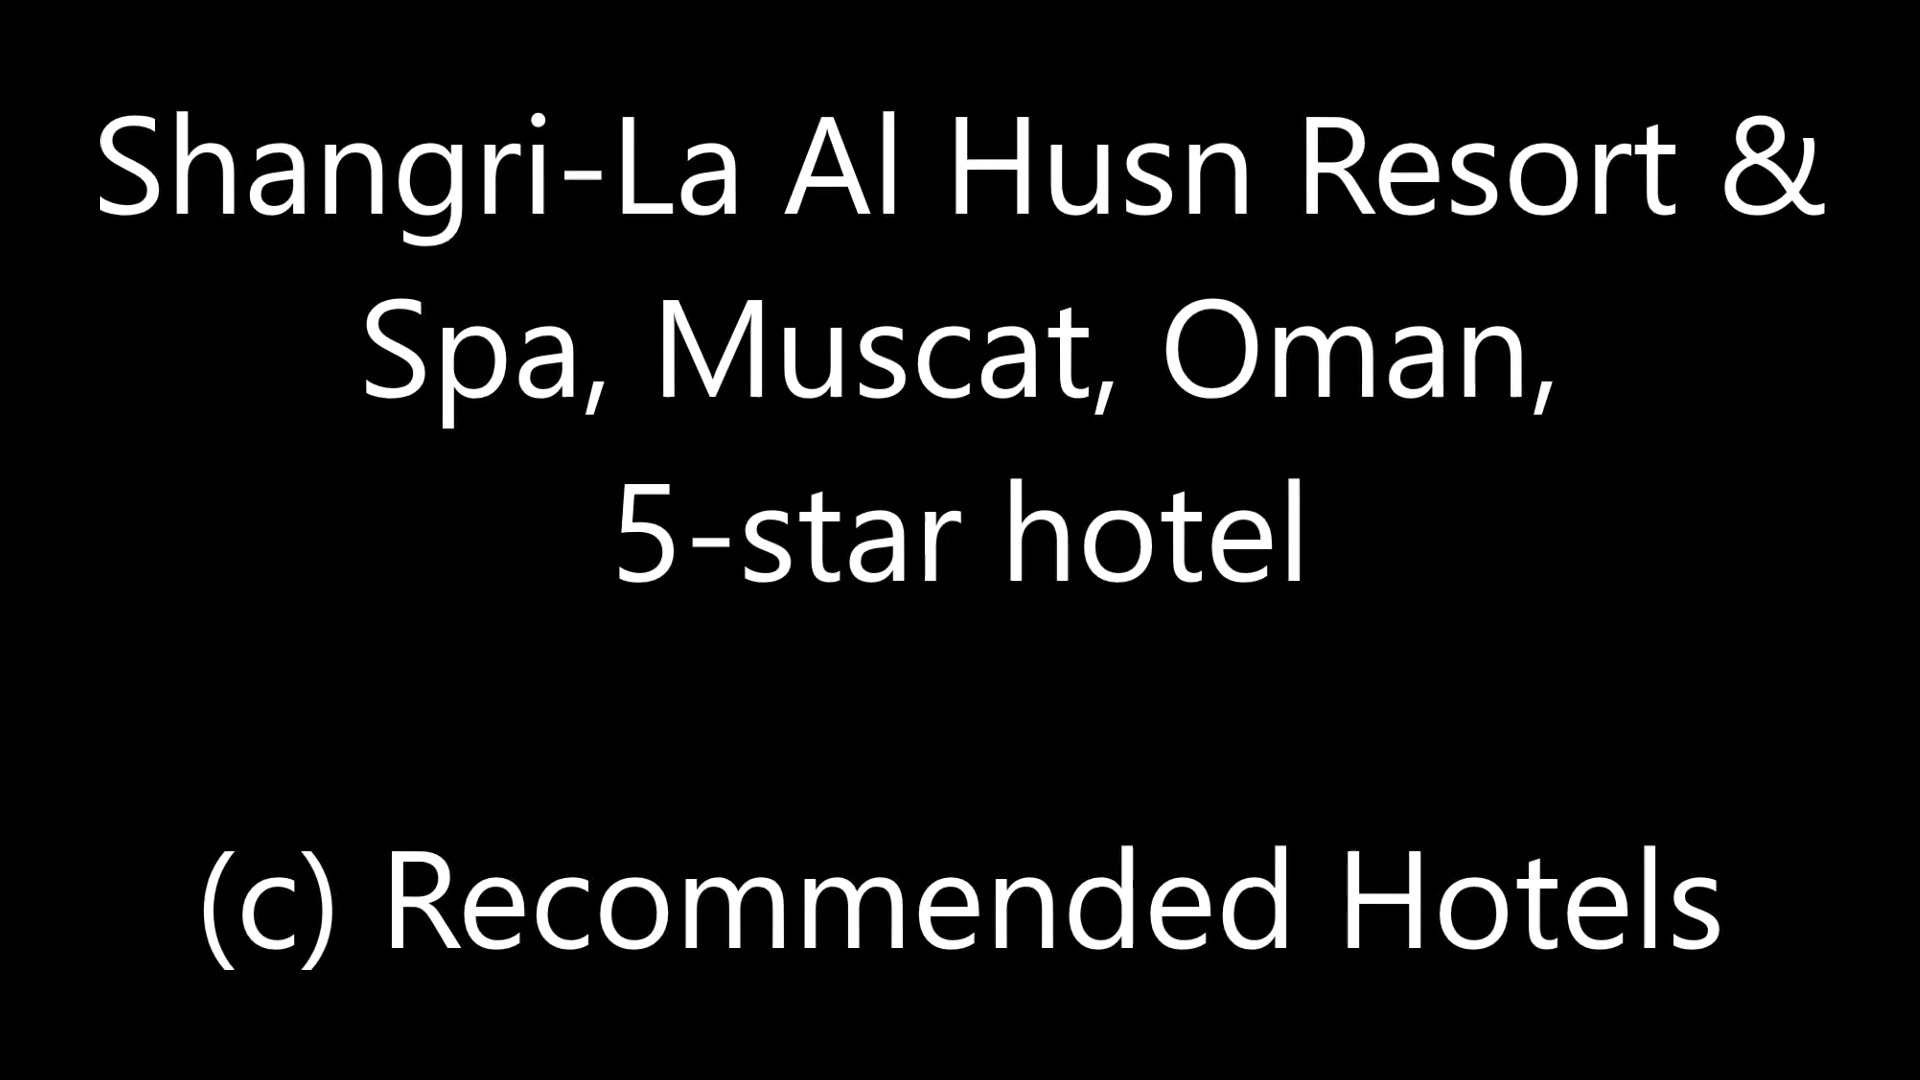 Shangri-La Al Husn Resort &
Spa, Muscat, Oman,
5-star hotel
(c) Recommended Hotels